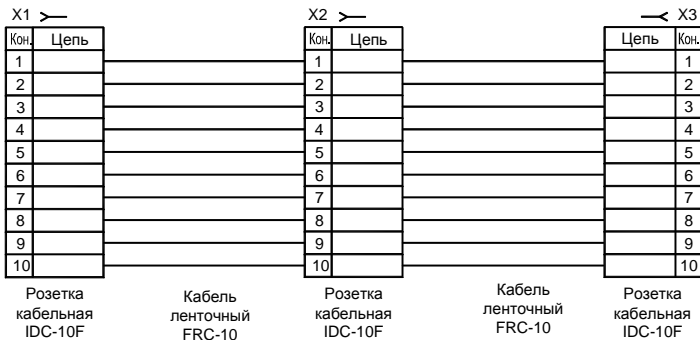 X1 X2 X3
Кон. Цепь Кон. Цепь Цепь Кон.
1 1 1
2 2 2
3 3 3
4 4 4
5 5 5
6 6 6
7 7 7
8 8 8
9 9 9
10 10 10
Розетка
кабельная
IDC-10F
Кабель
ленточный
FRC-10
Розетка
кабельная
IDC-10F
Кабель
ленточный
FRC-10
Розетка
кабельная
IDC-10F